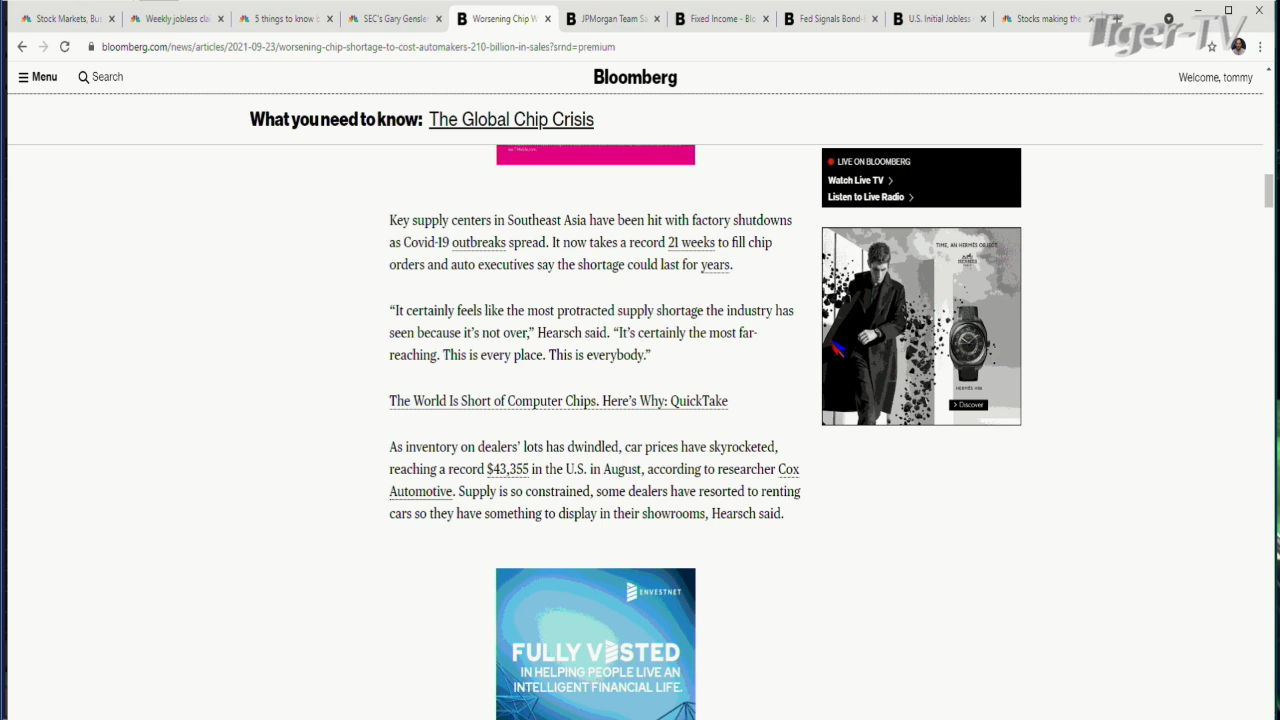 Stock Markets, Bus
Weekly jobless clai
5 things to know b
SEC's Gary Gensler
Worsening Chip W
JPMorgan Team Sa
Fixed Income - Blo
Fed Signals Bond-
U.S. Initial Jobless
Stocks making the
Tiger-TV
bloomberg.com/news/articles/2021-09-23/worsening-chip-shortage-to-cost-automakers-210-billion-in-sales?srnd=premium
Menu
Search
Bloomberg
Welcome, tommy
What you need to know: The Global Chip Crisis
LIVE ON BLOOMBERG
Watch Live TV >
Listen to Live Radio >
Key supply centers in Southeast Asia have been hit with factory shutdowns
as Covid-19 outbreaks spread. It now takes a record 21 weeks to fill chip
orders and auto executives say the shortage could last for years.
“It certainly feels like the most protracted supply shortage the industry has
seen because it’s not over,” Hearsch said. “It’s certainly the most far-
reaching. This is every place. This is everybody.”
The World Is Short of Computer Chips. Here’s Why: QuickTake
As inventory on dealers’ lots has dwindled, car prices have skyrocketed,
reaching a record $43,355 in the U.S. in August, according to researcher Cox
Automotive. Supply is so constrained, some dealers have resorted to renting
cars so they have something to display in their showrooms, Hearsch said.
TIME, AN HERMÈS OBJECT.
HERMÈS
HERMÈS H08
> Discover
ENVESTNET
FULLY VESTED
IN HELPING PEOPLE LIVE AN
INTELLIGENT FINANCIAL LIFE.